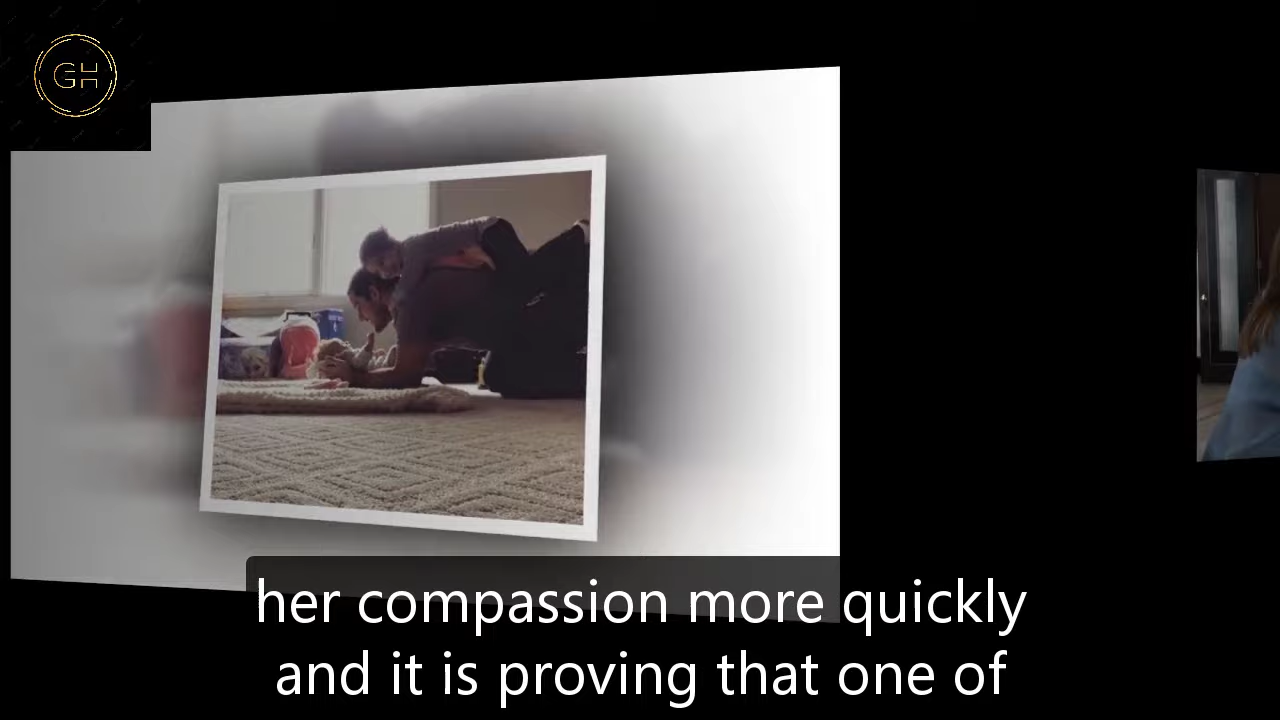 GH
her compassion more quickly
and it is proving that one of